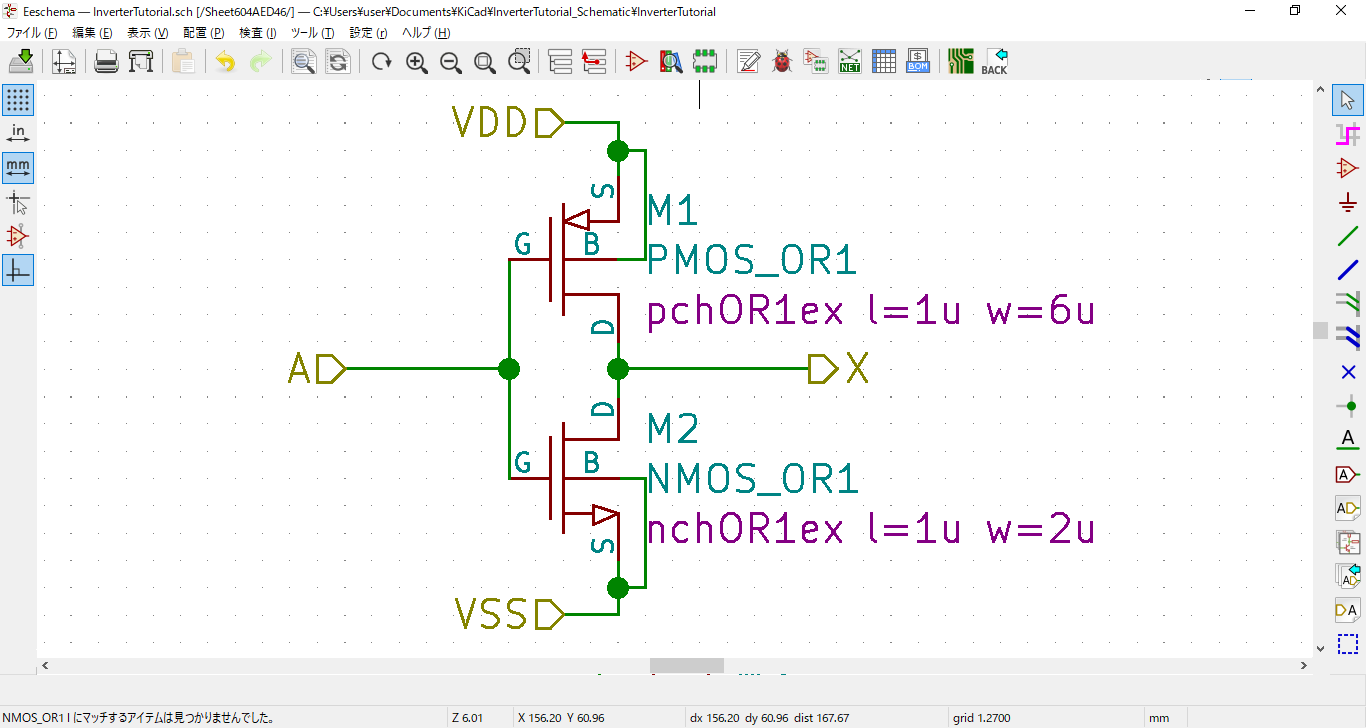 Eeschema — InverterTutorial.sch [/Sheet604AED46/] — C:¥Users¥user¥Documents¥KiCad¥InverterTutorial_Schematic¥InverterTutorial
ファイル (F) 編集 (E) 表示 (V) 配置 (P) 検査 (I) ツール (T) 設定 (r) ヘルプ (H)
NET
BOM
BACK
in
mm
VDD
S
M1
G
B
PMOS_OR1
pchOR1ex l=1u w=6u
D
A
X
D
M2
G
B
NMOS_OR1
nchOR1ex l=1u w=2u
S
VSS
A
A
AD
AD
DA
NMOS_OR1 l にマッチするアイテムは見つかりませんでした。
Z 6.01
X 156.20 Y 60.96
dx 156.20 dy 60.96 dist 167.67
grid 1.2700
mm